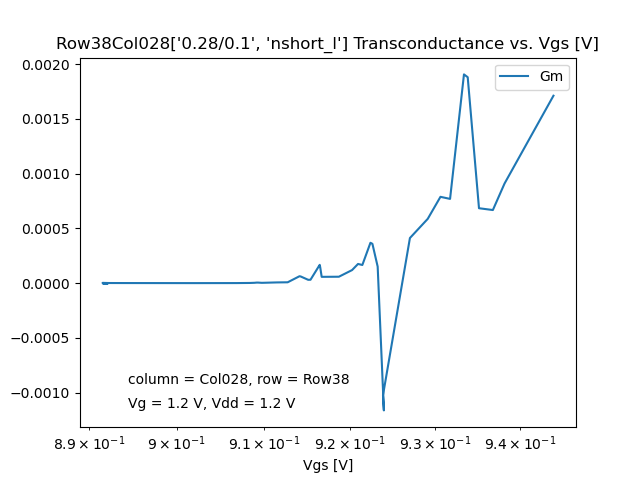 Row38Col028['0.28/0.1', 'nshort_l'] Transconductance vs. Vgs [V]
Gm
0.0020
0.0015
0.0010
0.0005
0.0000
−0.0005
−0.0010
column = Col028, row = Row38
Vg = 1.2 V, Vdd = 1.2 V
8.9 × 10⁻¹ 9 × 10⁻¹ 9.1 × 10⁻¹ 9.2 × 10⁻¹ 9.3 × 10⁻¹ 9.4 × 10⁻¹
Vgs [V]